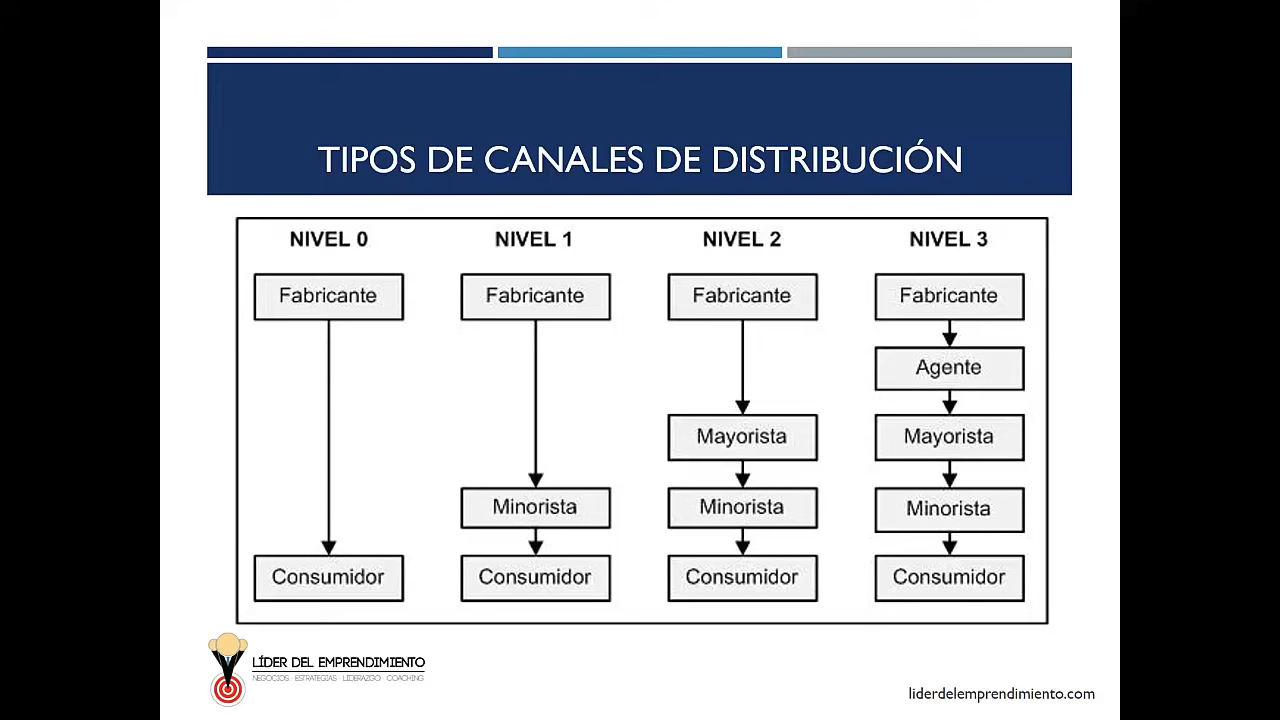 TIPOS DE CANALES DE DISTRIBUCIÓN
NIVEL 0
Fabricante
Consumidor
NIVEL 1
Fabricante
Minorista
Consumidor
NIVEL 2
Fabricante
Mayorista
Minorista
Consumidor
NIVEL 3
Fabricante
Agente
Mayorista
Minorista
Consumidor
LÍDER DEL EMPRENDIMIENTO
NEGOCIOS · ESTRATEGIAS · LIDERAZGO · COACHING
liderdelemprendimiento.com